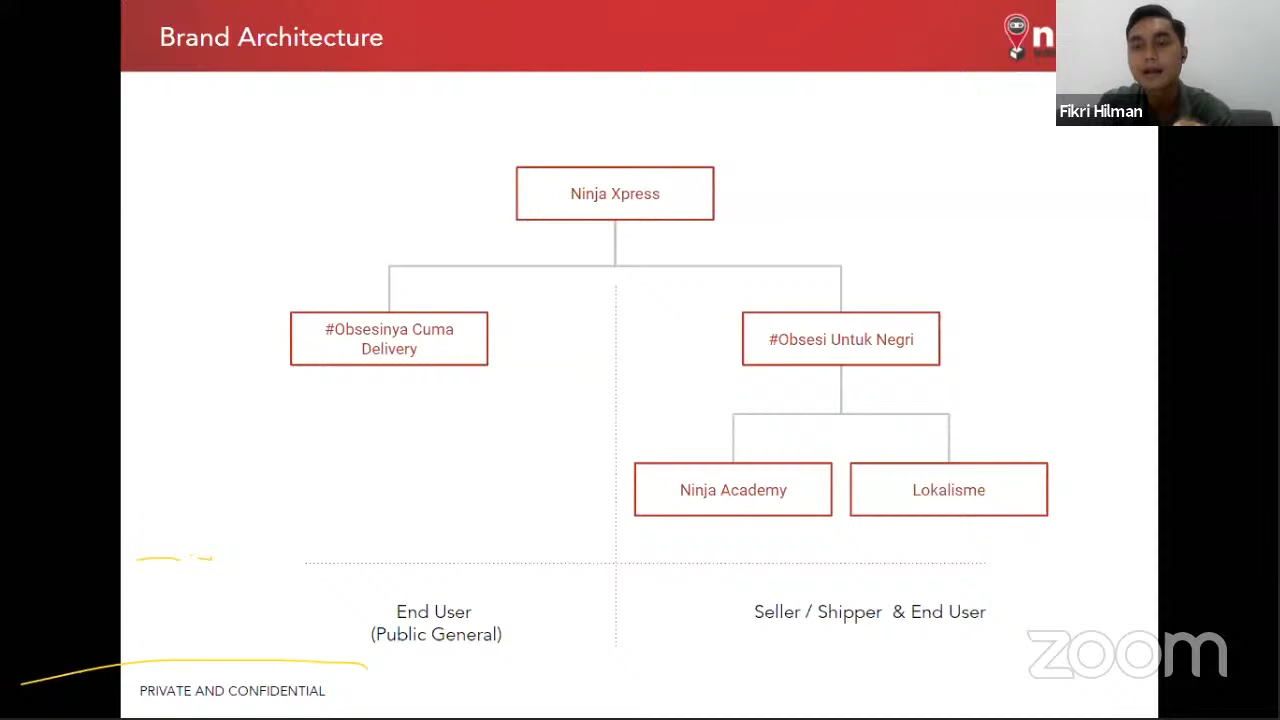 Brand Architecture
n
Fikri Hilman
Ninja Xpress
#Obsesinya Cuma
Delivery
#Obsesi Untuk Negri
Ninja Academy
Lokalisme
End User
(Public General)
Seller / Shipper & End User
zoom
PRIVATE AND CONFIDENTIAL